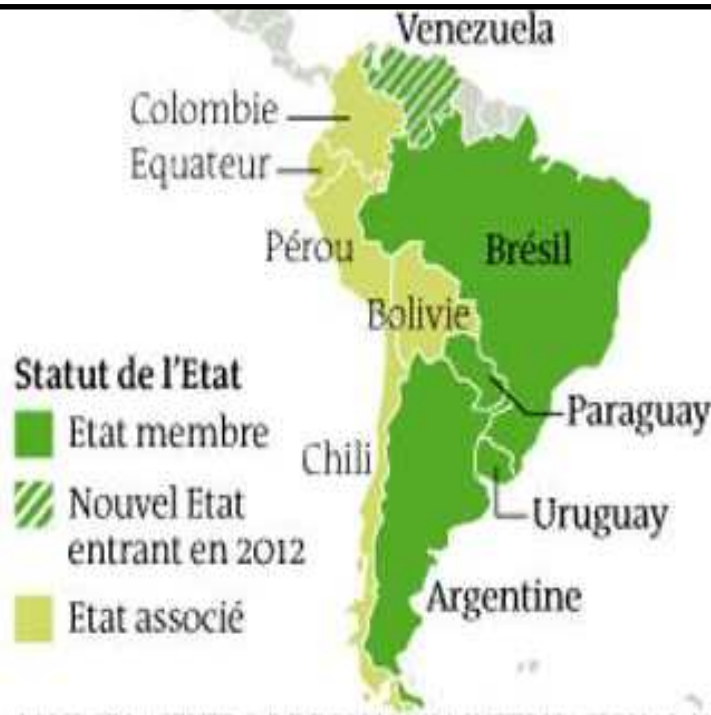 Venezuela
Colombie
Equateur
Pérou
Brésil
Bolivie
Statut de l'Etat
Etat membre
Paraguay
Chili
Nouvel Etat
entrant en 2012
Uruguay
Argentine
Etat associé